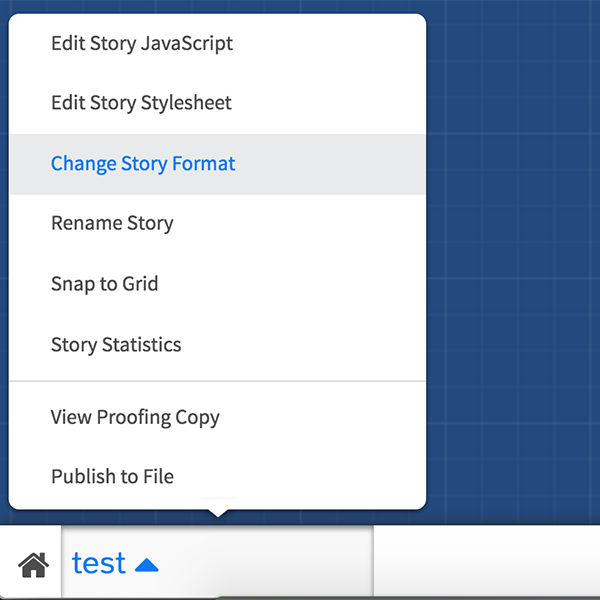 Edit Story JavaScript
Edit Story Stylesheet
Change Story Format
Rename Story
Snap to Grid
Story Statistics
View Proofing Copy
Publish to File
test